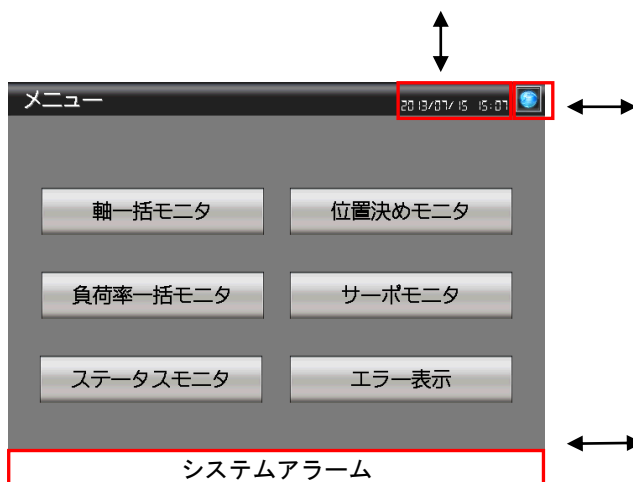 メニュー 2013/07/15 15:07
軸一括モニタ 位置決めモニタ
負荷率一括モニタ サーボモニタ
ステータスモニタ エラー表示
システムアラーム